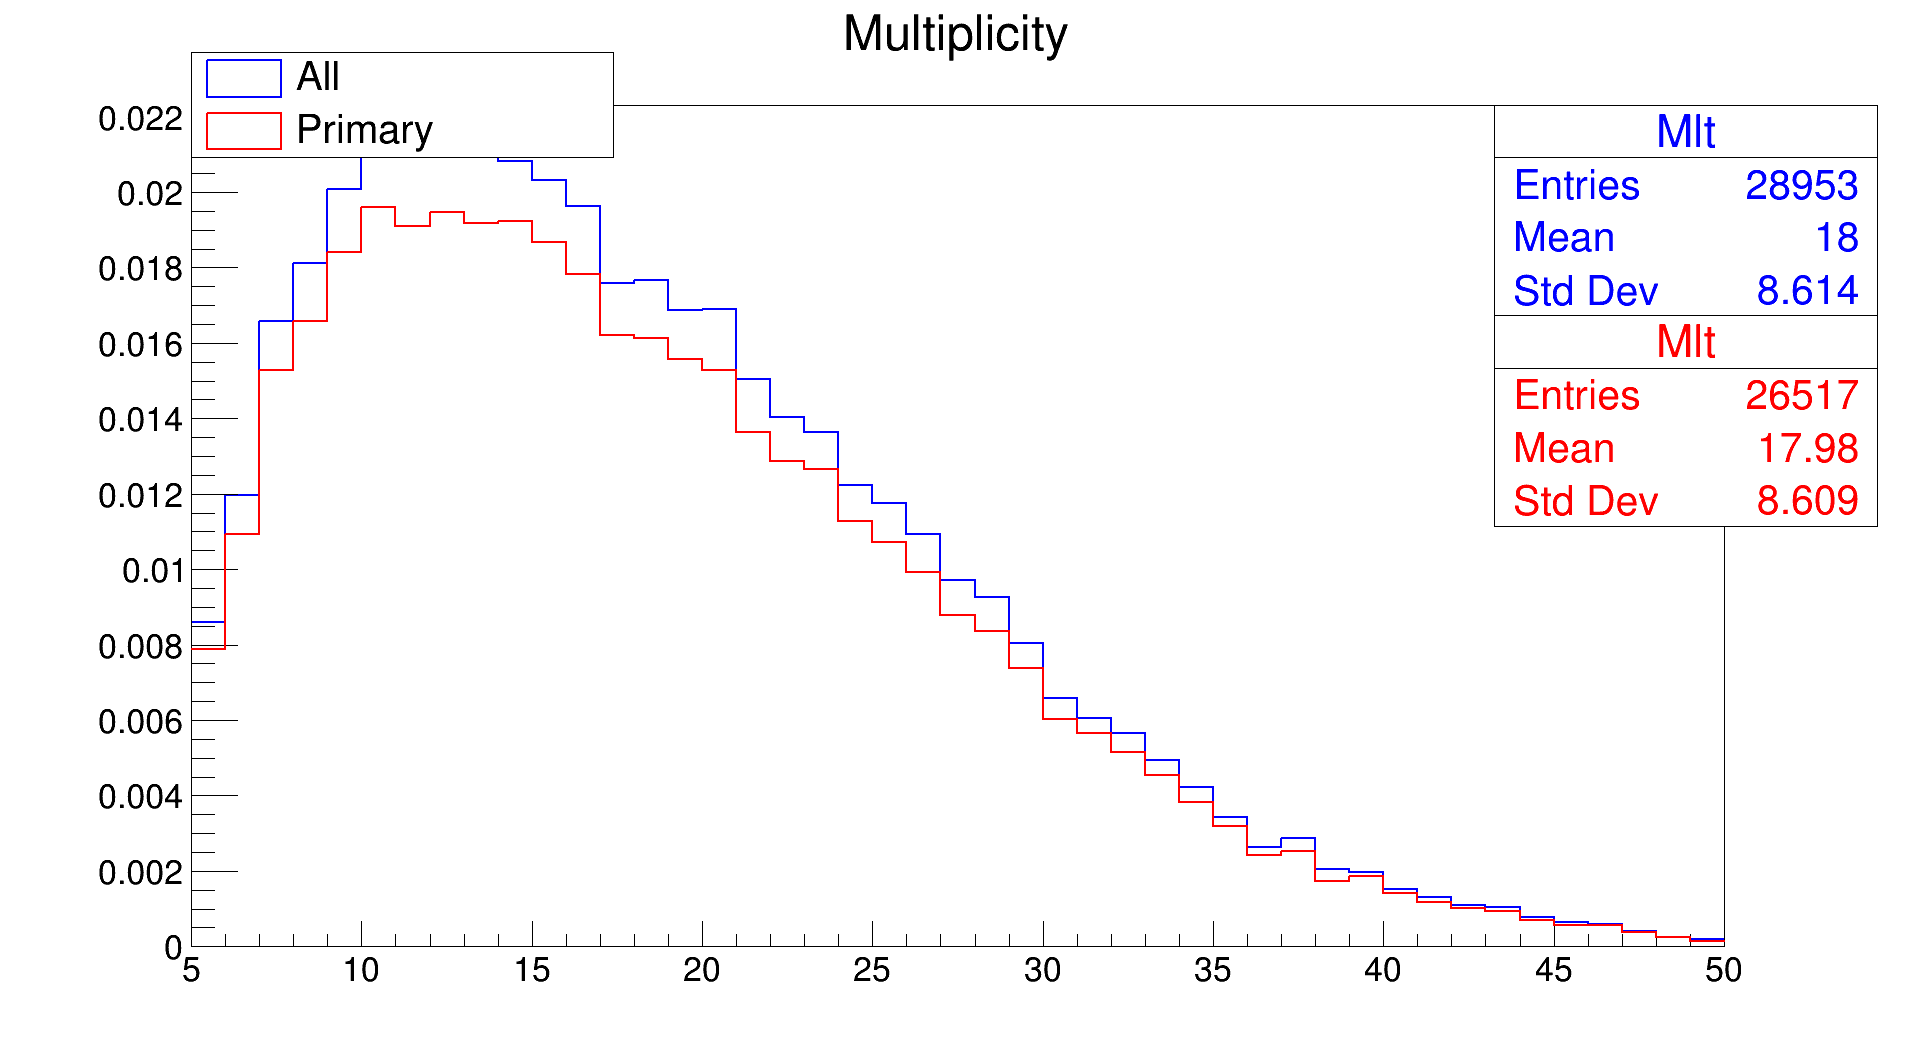 Multiplicity
All
Primary
0.022
0.02
0.018
0.016
0.014
0.012
0.01
0.008
0.006
0.004
0.002
0
5 10 15 20 25 30 35 40 45 50
Mlt
Entries 28953
Mean 18
Std Dev 8.614
Mlt
Entries 26517
Mean 17.98
Std Dev 8.609